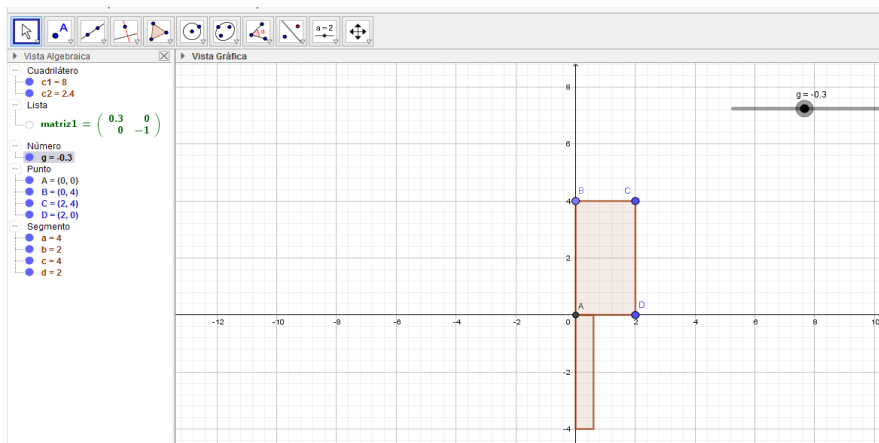 A
a = 2
Vista Algebraica
Vista Gráfica
Cuadrilátero
c1 = 8
c2 = 2.4
Lista
matriz1 = ( 0.3 0
0 −1 )
Número
g = -0.3
Punto
A = (0, 0)
B = (0, 4)
C = (2, 4)
D = (2, 0)
Segmento
a = 4
b = 2
c = 4
d = 2
g = -0.3
8
6
B C
4
2
A D
-12 -10 -8 -6 -4 -2 0 2 4 6 8 10
-2
-4